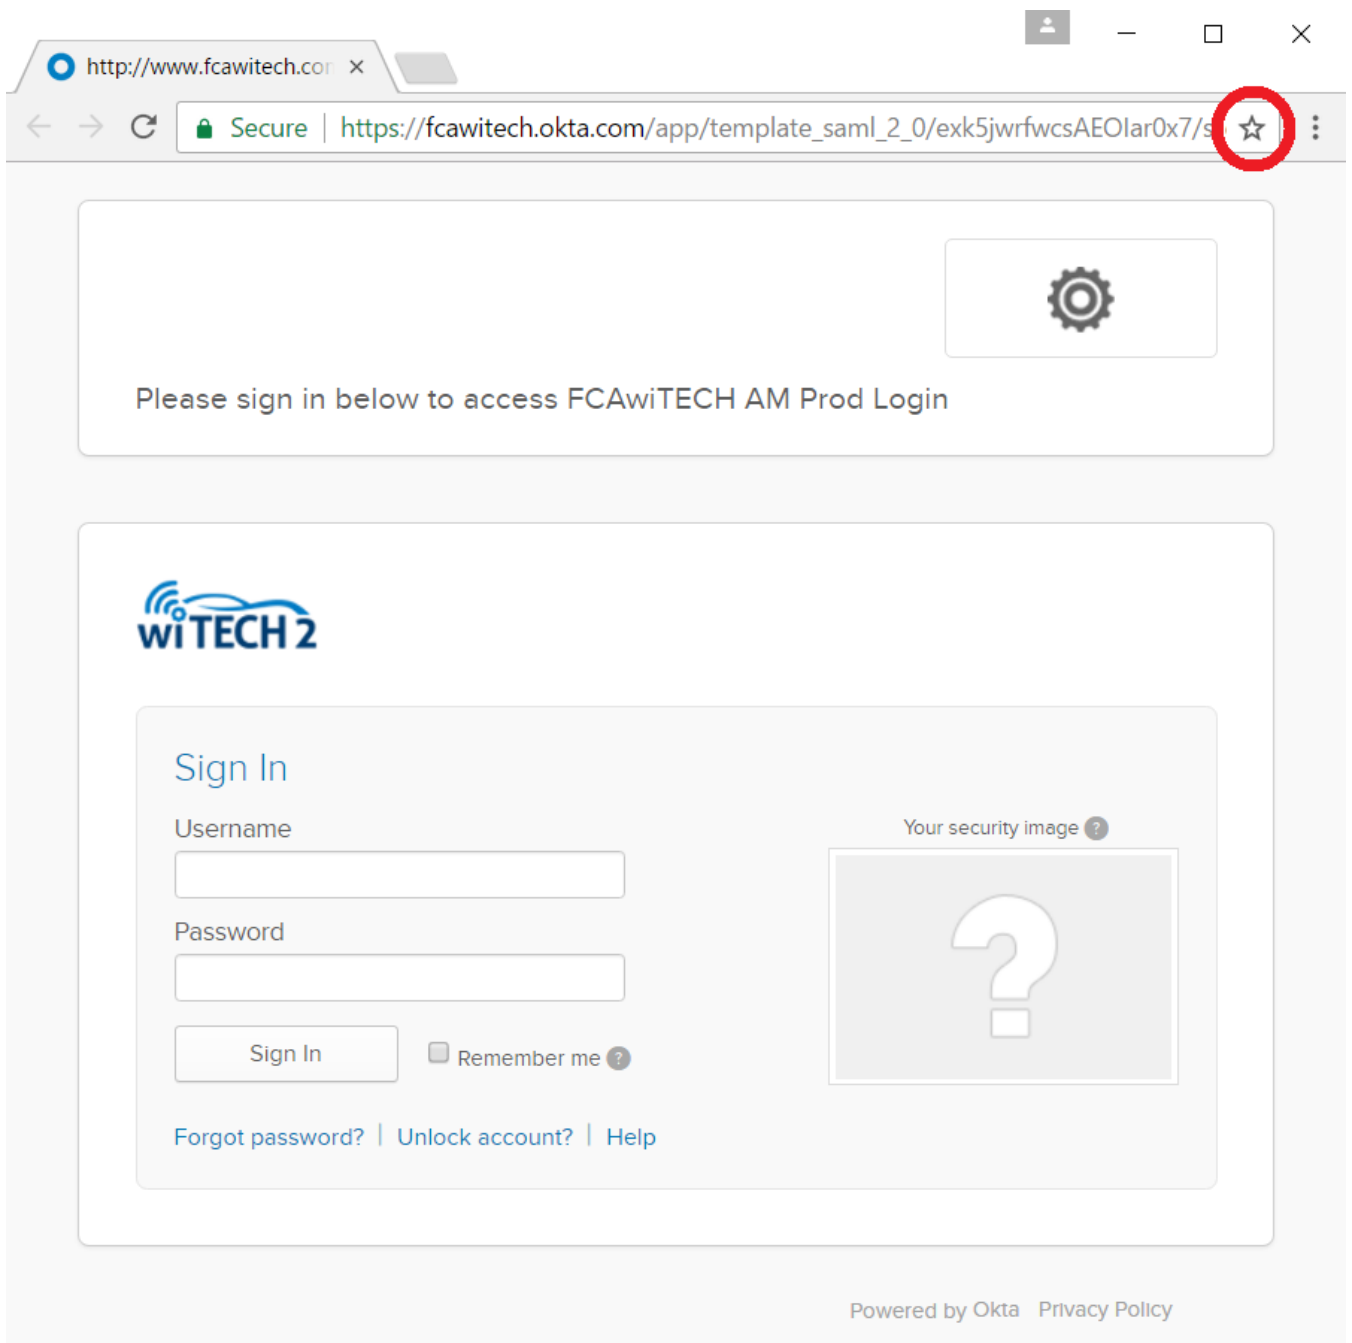 http://www.fcawitech.con
Secure https://fcawitech.okta.com/app/template_saml_2_0/exk5jwrfwcsAEOIar0x7/s
Please sign in below to access FCAwiTECH AM Prod Login
wiTECH 2
Sign In
Username
Your security image ?
?
Password
Sign In
Remember me ?
Forgot password? | Unlock account? | Help
Powered by Okta Privacy Policy